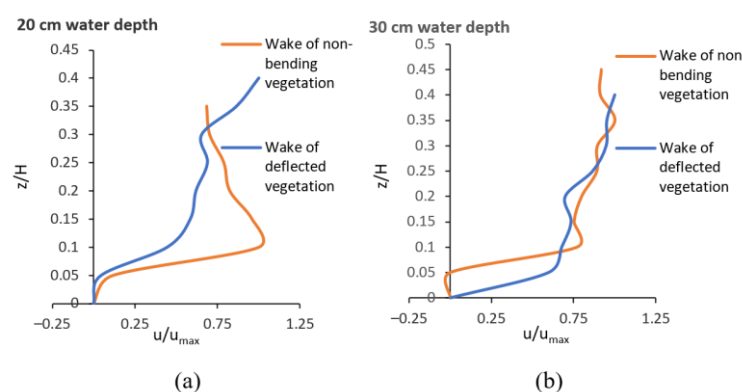 20 cm water depth
0.45
0.4
0.35
0.3
0.25
0.2
0.15
0.1
0.05
0
z/H
−0.25
0.25
0.75
1.25
u/umax
Wake of non-
bending
vegetation
Wake of
deflected
vegetation
(a)
30 cm water depth
0.5
0.45
0.4
0.35
0.3
0.25
0.2
0.15
0.1
0.05
0
z/H
−0.25
0.25
0.75
1.25
u/umax
Wake of non
bending
vegetation
Wake of
deflected
vegetation
(b)